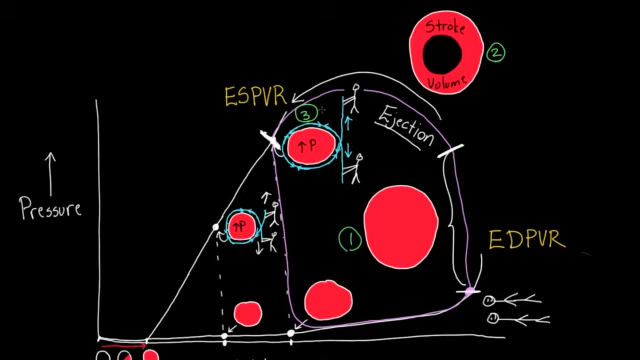 Stroke
Volume
②
ESPVR
③
Ejection
↑ P
Pressure
↑P
①
EDPVR